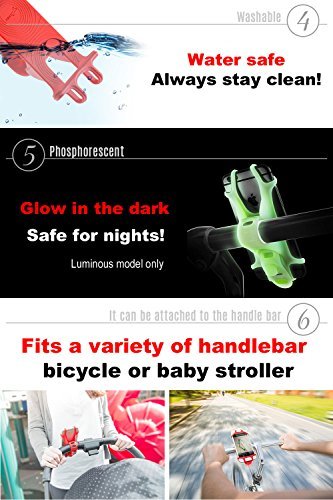 Washable 4
Water safe
Always stay clean!
5 Phosphorescent
Glow in the dark
Safe for nights!
Luminous model only
It can be attached to the handle bar 6
Fits a variety of handlebar
bicycle or baby stroller